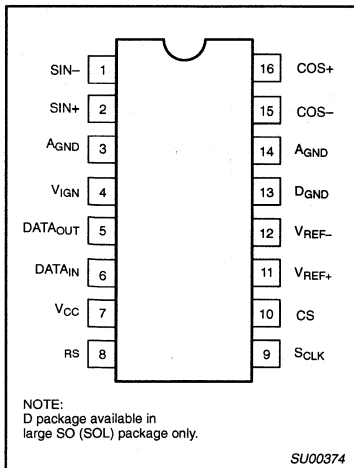 SIN– 1 16 COS+
SIN+ 2 15 COS–
AGND 3 14 AGND
VIGN 4 13 DGND
DATAOUT 5 12 VREF–
DATAIN 6 11 VREF+
VCC 7 10 CS
RS 8 9 SCLK
NOTE:
D package available in
large SO (SOL) package only.
SU00374